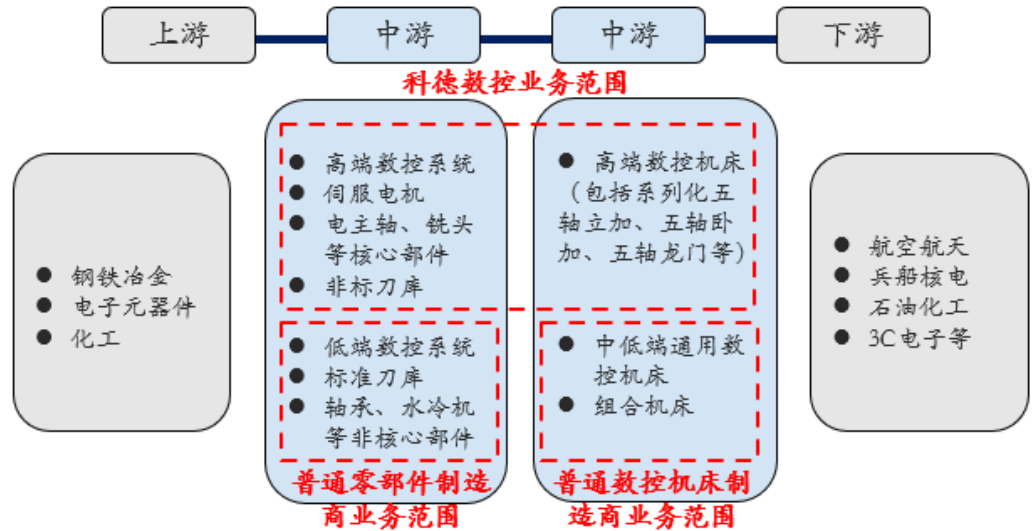 上游
中游
中游
下游
科德数控业务范围
钢铁冶金
电子元器件
化工
高端数控系统
伺服电机
电主轴、铣头
等核心部件
非标刀库
低端数控系统
标准刀库
轴承、水冷机
等非核心部件
普通零部件制造
商业务范围
高端数控机床
(包括系列化五
轴立加、五轴卧
加、五轴龙门等)
中低端通用数
控机床
组合机床
普通数控机床制
造商业务范围
航空航天
兵船核电
石油化工
3C电子等